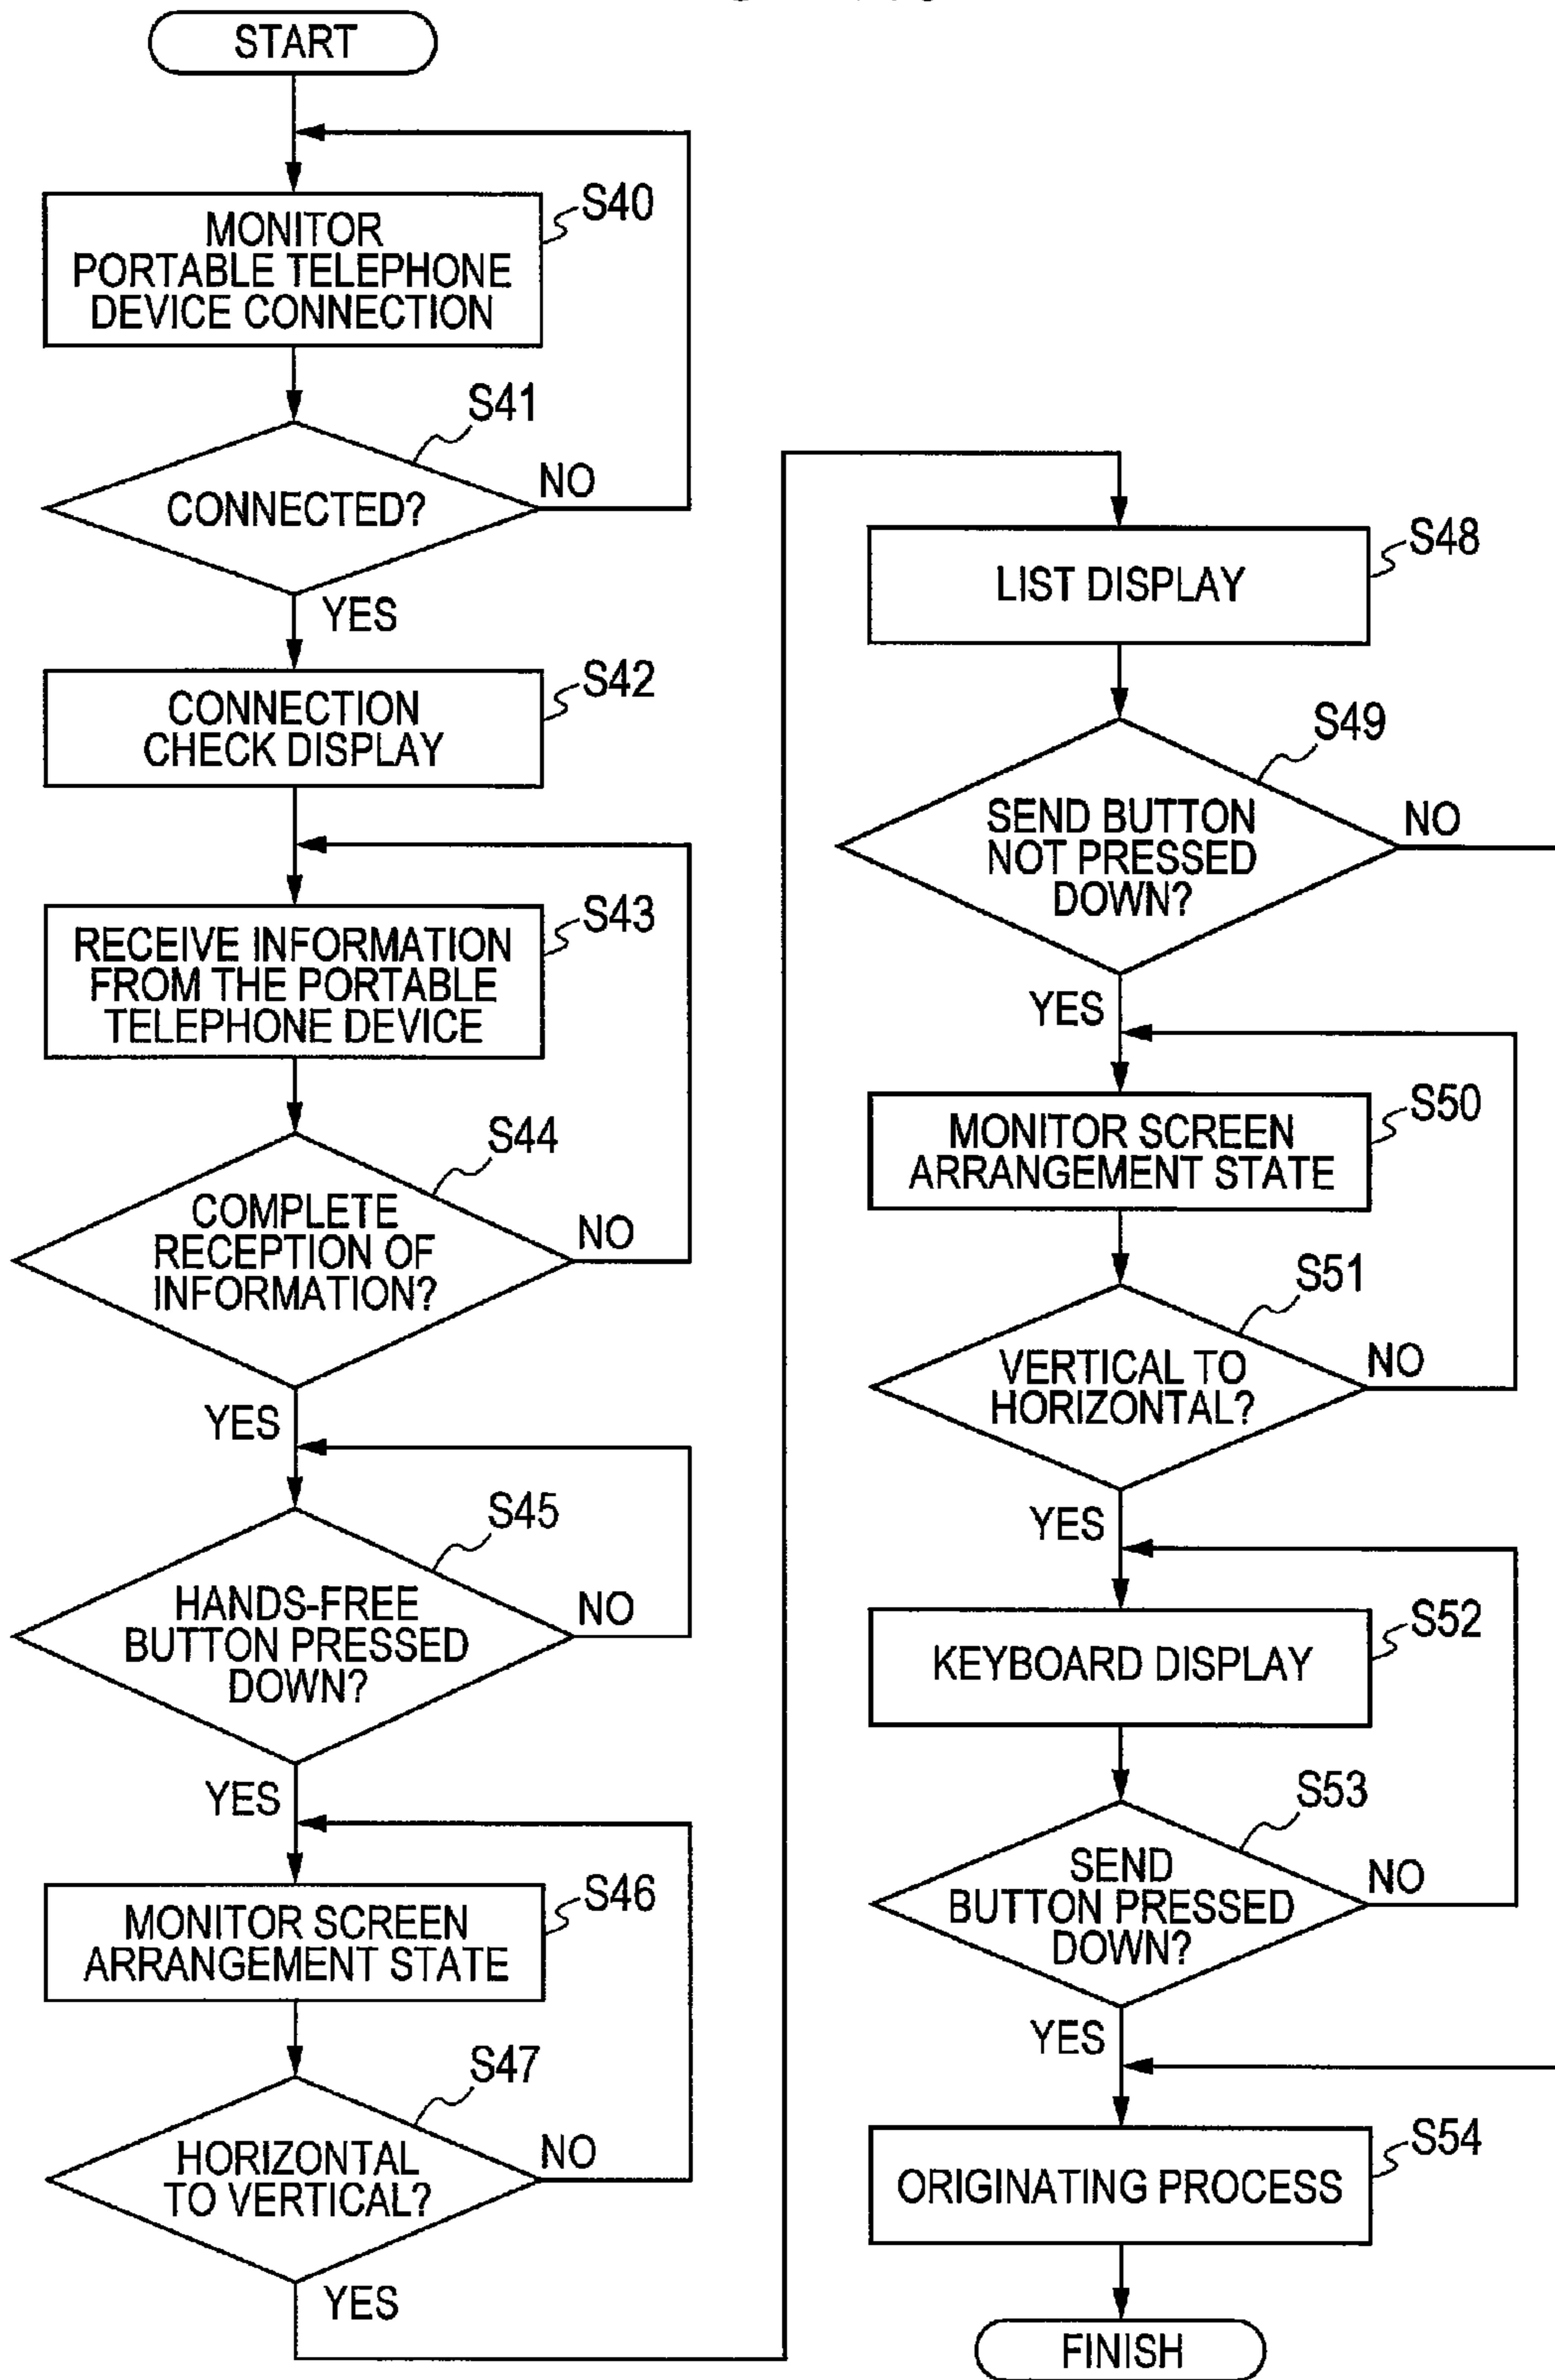 START
S40
MONITOR
PORTABLE TELEPHONE
DEVICE CONNECTION
S41
CONNECTED?
NO
YES
S42
CONNECTION
CHECK DISPLAY
S43
RECEIVE INFORMATION
FROM THE PORTABLE
TELEPHONE DEVICE
S44
COMPLETE
RECEPTION OF
INFORMATION?
NO
YES
S45
HANDS-FREE
BUTTON PRESSED
DOWN?
NO
YES
S46
MONITOR SCREEN
ARRANGEMENT STATE
S47
HORIZONTAL
TO VERTICAL?
NO
YES
S48
LIST DISPLAY
S49
SEND BUTTON
NOT PRESSED
DOWN?
NO
YES
S50
MONITOR SCREEN
ARRANGEMENT STATE
S51
VERTICAL TO
HORIZONTAL?
NO
YES
S52
KEYBOARD DISPLAY
S53
SEND
BUTTON PRESSED
DOWN?
NO
YES
S54
ORIGINATING PROCESS
FINISH